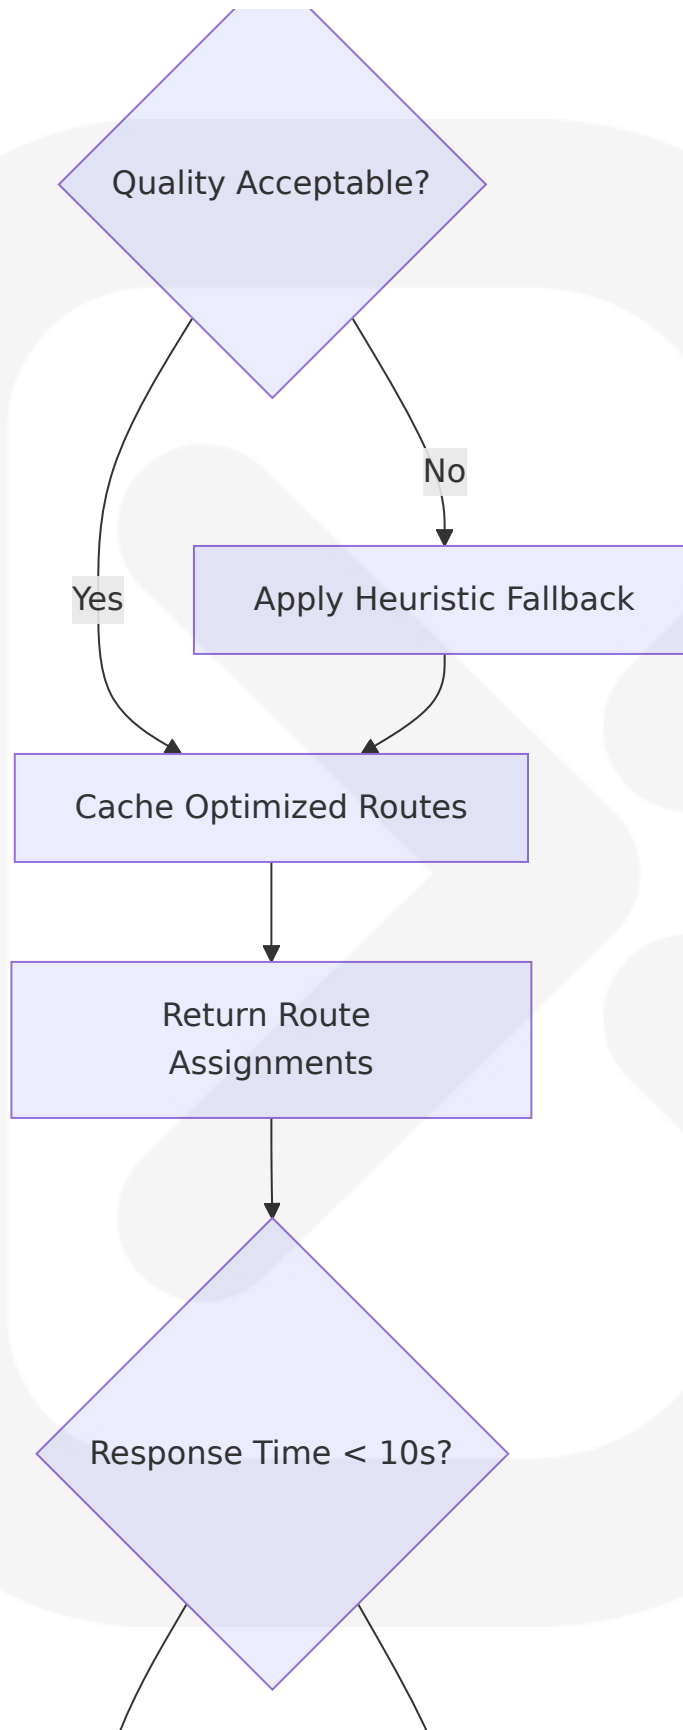 Quality Acceptable?
No
Yes
Apply Heuristic Fallback
Cache Optimized Routes
Return Route
Assignments
Response Time < 10s?